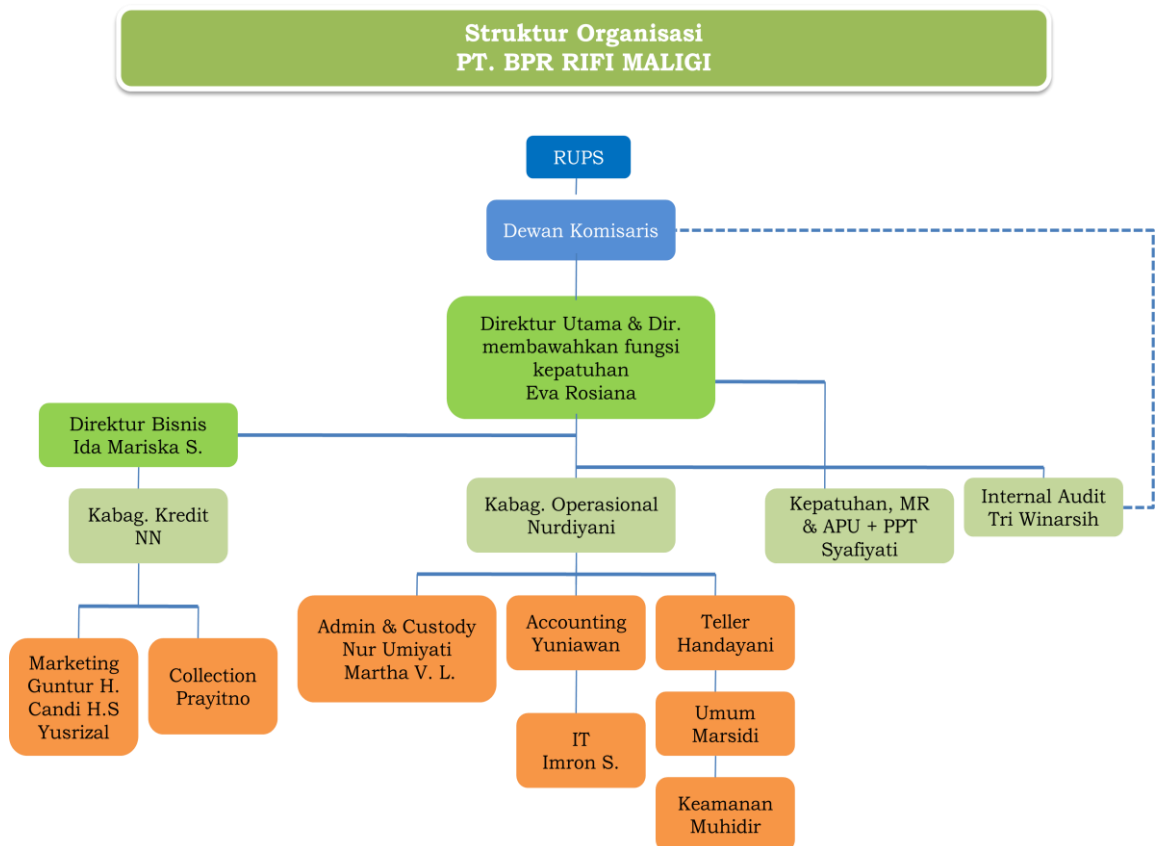 Struktur Organisasi
PT. BPR RIFI MALIGI
RUPS
Dewan Komisaris
Direktur Utama & Dir.
membawahkan fungsi
kepatuhan
Eva Rosiana
Direktur Bisnis
Ida Mariska S.
Kabag. Kredit
NN
Kabag. Operasional
Nurdiyani
Kepatuhan, MR
& APU + PPT
Syafiyati
Internal Audit
Tri Winarsih
Marketing
Guntur H.
Candi H.S
Yusrizal
Collection
Prayitno
Admin & Custody
Nur Umiyati
Martha V. L.
Accounting
Yuniawan
Teller
Handayani
IT
Imron S.
Umum
Marsidi
Keamanan
Muhidir